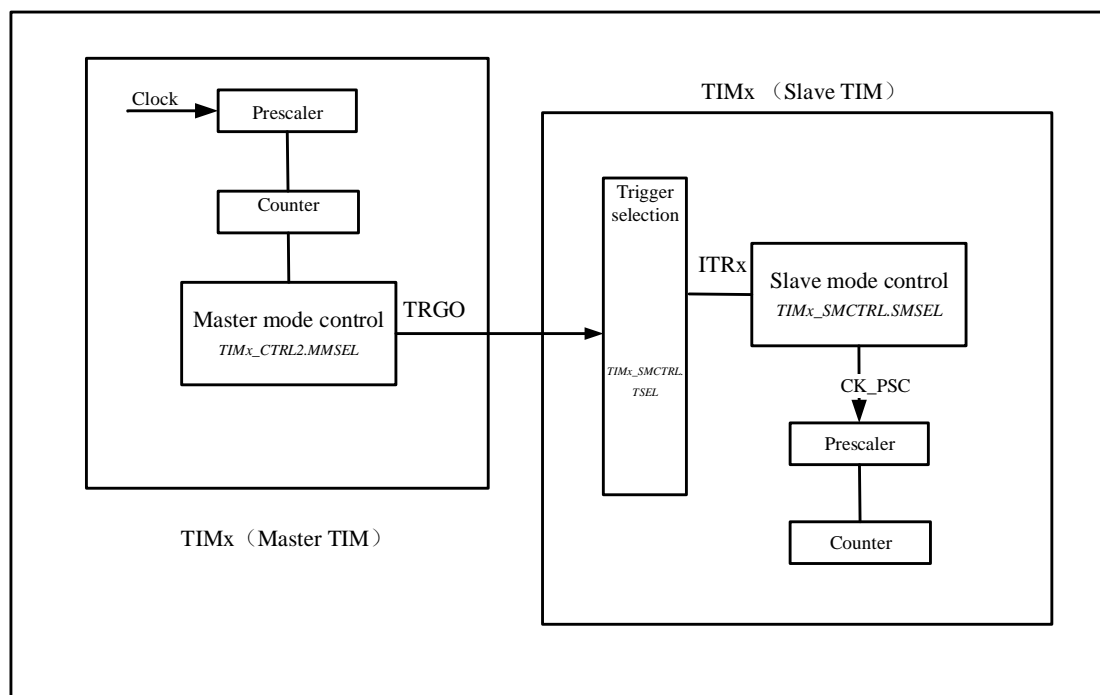 Clock
Prescaler
Counter
Master mode control
TIMx_CTRL2.MMSEL
TRGO
TIMx（Master TIM）
TIMx （Slave TIM）
Trigger
selection
TIMx_SMCTRL.
TSEL
ITRx
Slave mode control
TIMx_SMCTRL.SMSEL
CK_PSC
Prescaler
Counter